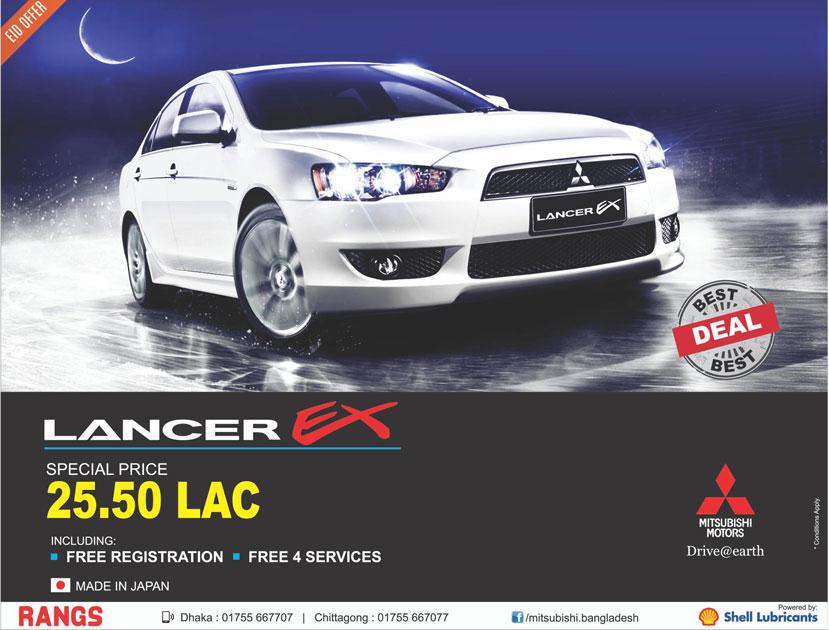 EID OFFER
LANCER EX
BEST
DEAL
BEST
LANCER EX
SPECIAL PRICE
25.50 LAC
INCLUDING:
FREE REGISTRATION FREE 4 SERVICES
MADE IN JAPAN
MITSUBISHI
MOTORS
Drive@earth
* Conditions Apply.
RANGS
Dhaka : 01755 667707 | Chittagong : 01755 667077
/mitsubishi.bangladesh
Powered by:
Shell Lubricants